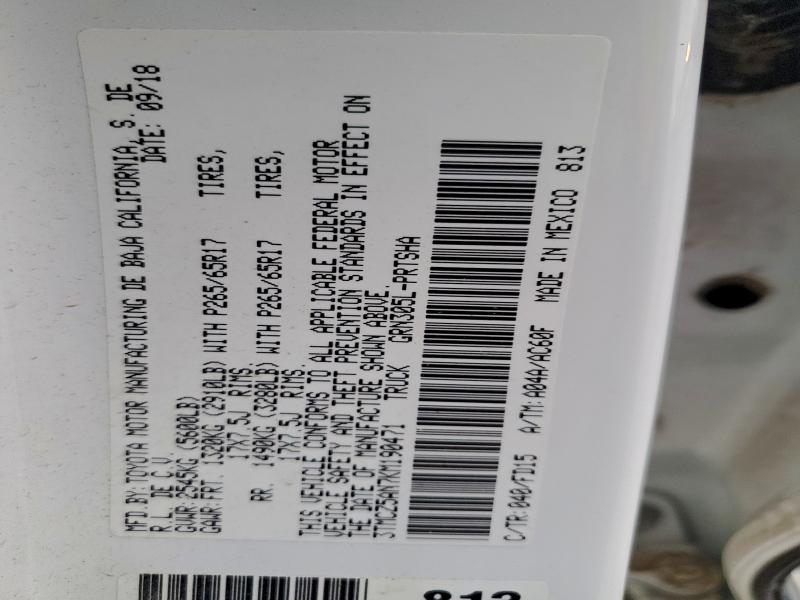 MFD.BY:TOYOTA MOTOR MANUFACTURING DE BAJA CALIFORNIA, S. DE
R.L. DE C.V. DATE: 09/18
GVWR:2545KG (5600LB)
GAWR:FRT. 1320KG (2910LB) WITH P265/65R17 TIRES,
17X7.5J RIMS.
RR. 1490KG (3280LB) WITH P265/65R17 TIRES,
17X7.5J RIMS.
THIS VEHICLE CONFORMS TO ALL APPLICABLE FEDERAL MOTOR
VEHICLE SAFETY AND THEFT PREVENTION STANDARDS IN EFFECT ON
THE DATE OF MANUFACTURE SHOWN ABOVE.
3TMCZ5AN7KM190471 TRUCK GRN305L-PRTSHA
C/TR:040/FD15 A/TM:A04A/AC60F MADE IN MEXICO 813
813